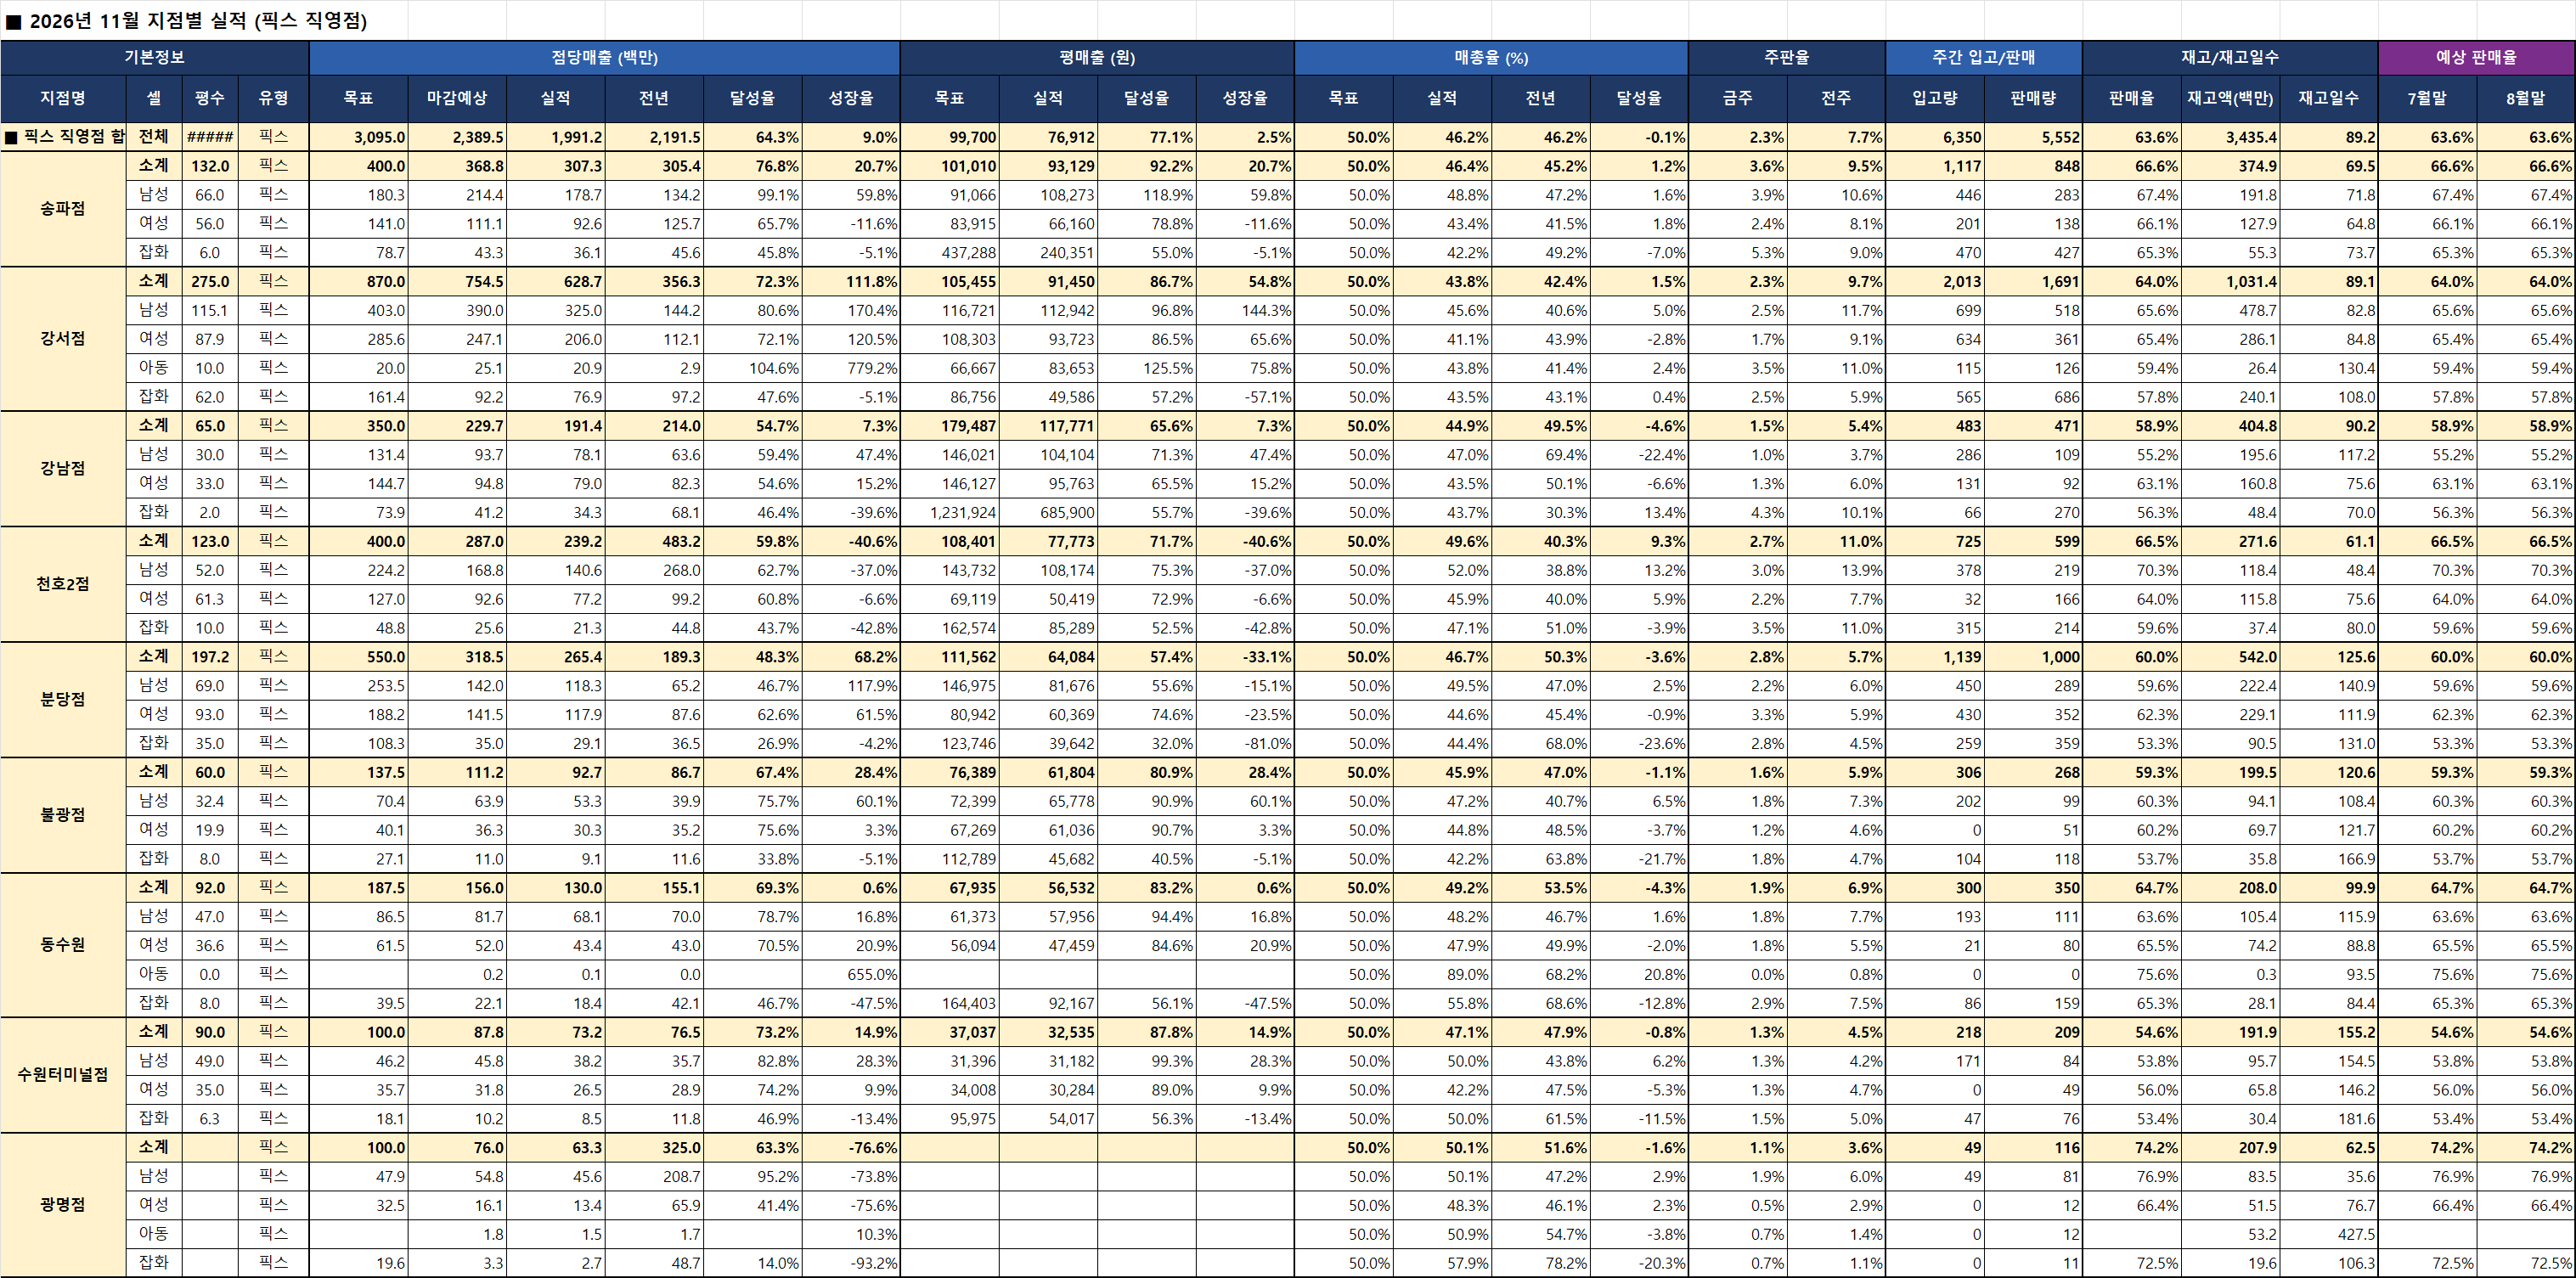 ■ 2026년 11월 지점별 실적 (픽스 직영점)
기본정보 점당매출 (백만) 평매출 (원) 매총율 (%) 주판율 주간 입고/판매 재고/재고일수 예상 판매율
지점명 셀 평수 유형 목표 마감예상 실적 전년 달성율 성장율 목표 실적 달성율 성장율 목표 실적 전년 달성율 금주 전주 입고량 판매량 판매율 재고액(백만) 재고일수 7월말 8월말
■ 픽스 직영점 합 전체 ##### 픽스 3,095.0 2,389.5 1,991.2 2,191.5 64.3% 9.0% 99,700 76,912 77.1% 2.5% 50.0% 46.2% 46.2% -0.1% 2.3% 7.7% 6,350 5,552 63.6% 3,435.4 89.2 63.6% 63.6%
송파점 소계 132.0 픽스 400.0 368.8 307.3 305.4 76.8% 20.7% 101,010 93,129 92.2% 20.7% 50.0% 46.4% 45.2% 1.2% 3.6% 9.5% 1,117 848 66.6% 374.9 69.5 66.6% 66.6%
남성 66.0 픽스 180.3 214.4 178.7 134.2 99.1% 59.8% 91,066 108,273 118.9% 59.8% 50.0% 48.8% 47.2% 1.6% 3.9% 10.6% 446 283 67.4% 191.8 71.8 67.4% 67.4%
여성 56.0 픽스 141.0 111.1 92.6 125.7 65.7% -11.6% 83,915 66,160 78.8% -11.6% 50.0% 43.4% 41.5% 1.8% 2.4% 8.1% 201 138 66.1% 127.9 64.8 66.1% 66.1%
잡화 6.0 픽스 78.7 43.3 36.1 45.6 45.8% -5.1% 437,288 240,351 55.0% -5.1% 50.0% 42.2% 49.2% -7.0% 5.3% 9.0% 470 427 65.3% 55.3 73.7 65.3% 65.3%
강서점 소계 275.0 픽스 870.0 754.5 628.7 356.3 72.3% 111.8% 105,455 91,450 86.7% 54.8% 50.0% 43.8% 42.4% 1.5% 2.3% 9.7% 2,013 1,691 64.0% 1,031.4 89.1 64.0% 64.0%
남성 115.1 픽스 403.0 390.0 325.0 144.2 80.6% 170.4% 116,721 112,942 96.8% 144.3% 50.0% 45.6% 40.6% 5.0% 2.5% 11.7% 699 518 65.6% 478.7 82.8 65.6% 65.6%
여성 87.9 픽스 285.6 247.1 206.0 112.1 72.1% 120.5% 108,303 93,723 86.5% 65.6% 50.0% 41.1% 43.9% -2.8% 1.7% 9.1% 634 361 65.4% 286.1 84.8 65.4% 65.4%
아동 10.0 픽스 20.0 25.1 20.9 2.9 104.6% 779.2% 66,667 83,653 125.5% 75.8% 50.0% 43.8% 41.4% 2.4% 3.5% 11.0% 115 126 59.4% 26.4 130.4 59.4% 59.4%
잡화 62.0 픽스 161.4 92.2 76.9 97.2 47.6% -5.1% 86,756 49,586 57.2% -57.1% 50.0% 43.5% 43.1% 0.4% 2.5% 5.9% 565 686 57.8% 240.1 108.0 57.8% 57.8%
강남점 소계 65.0 픽스 350.0 229.7 191.4 214.0 54.7% 7.3% 179,487 117,771 65.6% 7.3% 50.0% 44.9% 49.5% -4.6% 1.5% 5.4% 483 471 58.9% 404.8 90.2 58.9% 58.9%
남성 30.0 픽스 131.4 93.7 78.1 63.6 59.4% 47.4% 146,021 104,104 71.3% 47.4% 50.0% 47.0% 69.4% -22.4% 1.0% 3.7% 286 109 55.2% 195.6 117.2 55.2% 55.2%
여성 33.0 픽스 144.7 94.8 79.0 82.3 54.6% 15.2% 146,127 95,763 65.5% 15.2% 50.0% 43.5% 50.1% -6.6% 1.3% 6.0% 131 92 63.1% 160.8 75.6 63.1% 63.1%
잡화 2.0 픽스 73.9 41.2 34.3 68.1 46.4% -39.6% 1,231,924 685,900 55.7% -39.6% 50.0% 43.7% 30.3% 13.4% 4.3% 10.1% 66 270 56.3% 48.4 70.0 56.3% 56.3%
천호2점 소계 123.0 픽스 400.0 287.0 239.2 483.2 59.8% -40.6% 108,401 77,773 71.7% -40.6% 50.0% 49.6% 40.3% 9.3% 2.7% 11.0% 725 599 66.5% 271.6 61.1 66.5% 66.5%
남성 52.0 픽스 224.2 168.8 140.6 268.0 62.7% -37.0% 143,732 108,174 75.3% -37.0% 50.0% 52.0% 38.8% 13.2% 3.0% 13.9% 378 219 70.3% 118.4 48.4 70.3% 70.3%
여성 61.3 픽스 127.0 92.6 77.2 99.2 60.8% -6.6% 69,119 50,419 72.9% -6.6% 50.0% 45.9% 40.0% 5.9% 2.2% 7.7% 32 166 64.0% 115.8 75.6 64.0% 64.0%
잡화 10.0 픽스 48.8 25.6 21.3 44.8 43.7% -42.8% 162,574 85,289 52.5% -42.8% 50.0% 47.1% 51.0% -3.9% 3.5% 11.0% 315 214 59.6% 37.4 80.0 59.6% 59.6%
분당점 소계 197.2 픽스 550.0 318.5 265.4 189.3 48.3% 68.2% 111,562 64,084 57.4% -33.1% 50.0% 46.7% 50.3% -3.6% 2.8% 5.7% 1,139 1,000 60.0% 542.0 125.6 60.0% 60.0%
남성 69.0 픽스 253.5 142.0 118.3 65.2 46.7% 117.9% 146,975 81,676 55.6% -15.1% 50.0% 49.5% 47.0% 2.5% 2.2% 6.0% 450 289 59.6% 222.4 140.9 59.6% 59.6%
여성 93.0 픽스 188.2 141.5 117.9 87.6 62.6% 61.5% 80,942 60,369 74.6% -23.5% 50.0% 44.6% 45.4% -0.9% 3.3% 5.9% 430 352 62.3% 229.1 111.9 62.3% 62.3%
잡화 35.0 픽스 108.3 35.0 29.1 36.5 26.9% -4.2% 123,746 39,642 32.0% -81.0% 50.0% 44.4% 68.0% -23.6% 2.8% 4.5% 259 359 53.3% 90.5 131.0 53.3% 53.3%
불광점 소계 60.0 픽스 137.5 111.2 92.7 86.7 67.4% 28.4% 76,389 61,804 80.9% 28.4% 50.0% 45.9% 47.0% -1.1% 1.6% 5.9% 306 268 59.3% 199.5 120.6 59.3% 59.3%
남성 32.4 픽스 70.4 63.9 53.3 39.9 75.7% 60.1% 72,399 65,778 90.9% 60.1% 50.0% 47.2% 40.7% 6.5% 1.8% 7.3% 202 99 60.3% 94.1 108.4 60.3% 60.3%
여성 19.9 픽스 40.1 36.3 30.3 35.2 75.6% 3.3% 67,269 61,036 90.7% 3.3% 50.0% 44.8% 48.5% -3.7% 1.2% 4.6% 0 51 60.2% 69.7 121.7 60.2% 60.2%
잡화 8.0 픽스 27.1 11.0 9.1 11.6 33.8% -5.1% 112,789 45,682 40.5% -5.1% 50.0% 42.2% 63.8% -21.7% 1.8% 4.7% 104 118 53.7% 35.8 166.9 53.7% 53.7%
동수원 소계 92.0 픽스 187.5 156.0 130.0 155.1 69.3% 0.6% 67,935 56,532 83.2% 0.6% 50.0% 49.2% 53.5% -4.3% 1.9% 6.9% 300 350 64.7% 208.0 99.9 64.7% 64.7%
남성 47.0 픽스 86.5 81.7 68.1 70.0 78.7% 16.8% 61,373 57,956 94.4% 16.8% 50.0% 48.2% 46.7% 1.6% 1.8% 7.7% 193 111 63.6% 105.4 115.9 63.6% 63.6%
여성 36.6 픽스 61.5 52.0 43.4 43.0 70.5% 20.9% 56,094 47,459 84.6% 20.9% 50.0% 47.9% 49.9% -2.0% 1.8% 5.5% 21 80 65.5% 74.2 88.8 65.5% 65.5%
아동 0.0 픽스 0.2 0.1 0.0 655.0% 50.0% 89.0% 68.2% 20.8% 0.0% 0.8% 0 0 75.6% 0.3 93.5 75.6% 75.6%
잡화 8.0 픽스 39.5 22.1 18.4 42.1 46.7% -47.5% 164,403 92,167 56.1% -47.5% 50.0% 55.8% 68.6% -12.8% 2.9% 7.5% 86 159 65.3% 28.1 84.4 65.3% 65.3%
수원터미널점 소계 90.0 픽스 100.0 87.8 73.2 76.5 73.2% 14.9% 37,037 32,535 87.8% 14.9% 50.0% 47.1% 47.9% -0.8% 1.3% 4.5% 218 209 54.6% 191.9 155.2 54.6% 54.6%
남성 49.0 픽스 46.2 45.8 38.2 35.7 82.8% 28.3% 31,396 31,182 99.3% 28.3% 50.0% 50.0% 43.8% 6.2% 1.3% 4.2% 171 84 53.8% 95.7 154.5 53.8% 53.8%
여성 35.0 픽스 35.7 31.8 26.5 28.9 74.2% 9.9% 34,008 30,284 89.0% 9.9% 50.0% 42.2% 47.5% -5.3% 1.3% 4.7% 0 49 56.0% 65.8 146.2 56.0% 56.0%
잡화 6.3 픽스 18.1 10.2 8.5 11.8 46.9% -13.4% 95,975 54,017 56.3% -13.4% 50.0% 50.0% 61.5% -11.5% 1.5% 5.0% 47 76 53.4% 30.4 181.6 53.4% 53.4%
광명점 소계 픽스 100.0 76.0 63.3 325.0 63.3% -76.6% 50.0% 50.1% 51.6% -1.6% 1.1% 3.6% 49 116 74.2% 207.9 62.5 74.2% 74.2%
남성 픽스 47.9 54.8 45.6 208.7 95.2% -73.8% 50.0% 50.1% 47.2% 2.9% 1.9% 6.0% 49 81 76.9% 83.5 35.6 76.9% 76.9%
여성 픽스 32.5 16.1 13.4 65.9 41.4% -75.6% 50.0% 48.3% 46.1% 2.3% 0.5% 2.9% 0 12 66.4% 51.5 76.7 66.4% 66.4%
아동 픽스 1.8 1.5 1.7 10.3% 50.0% 50.9% 54.7% -3.8% 0.7% 1.4% 0 12 53.2 427.5
잡화 픽스 19.6 3.3 2.7 48.7 14.0% -93.2% 50.0% 57.9% 78.2% -20.3% 0.7% 1.1% 0 11 72.5% 19.6 106.3 72.5% 72.5%